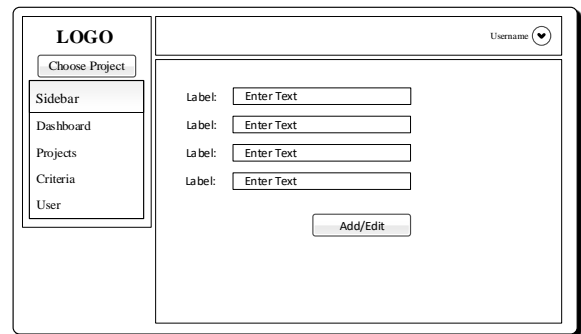 LOGO
Username
Choose Project
Sidebar
Dashboard
Projects
Criteria
User
Label: Enter Text
Label: Enter Text
Label: Enter Text
Label: Enter Text
Add/Edit